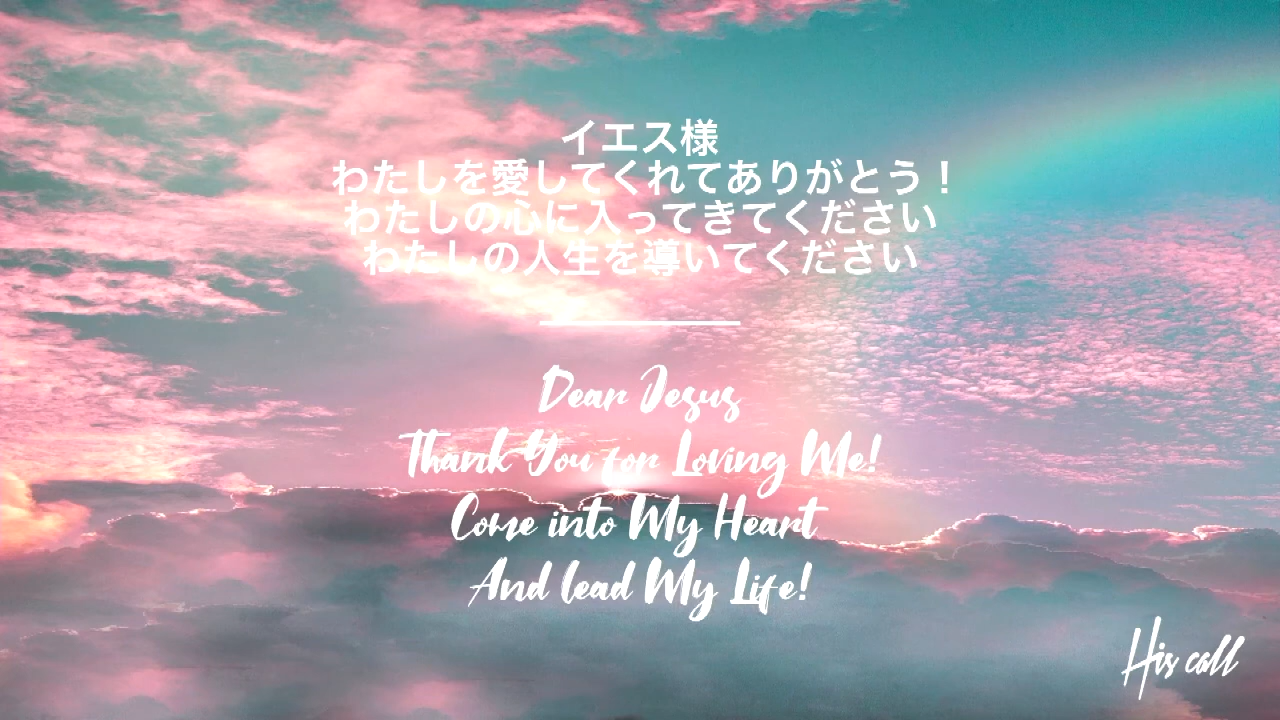 イエス様
わたしを愛してくれてありがとう！
わたしの心に入ってきてください
わたしの人生を導いてください
Dear Jesus
Thank You for Loving Me!
Come into My Heart
And lead My Life!
His call